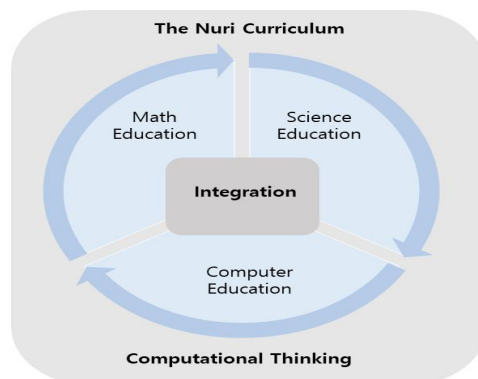 The Nuri Curriculum
Math
Education
Science
Education
Integration
Computer
Education
Computational Thinking